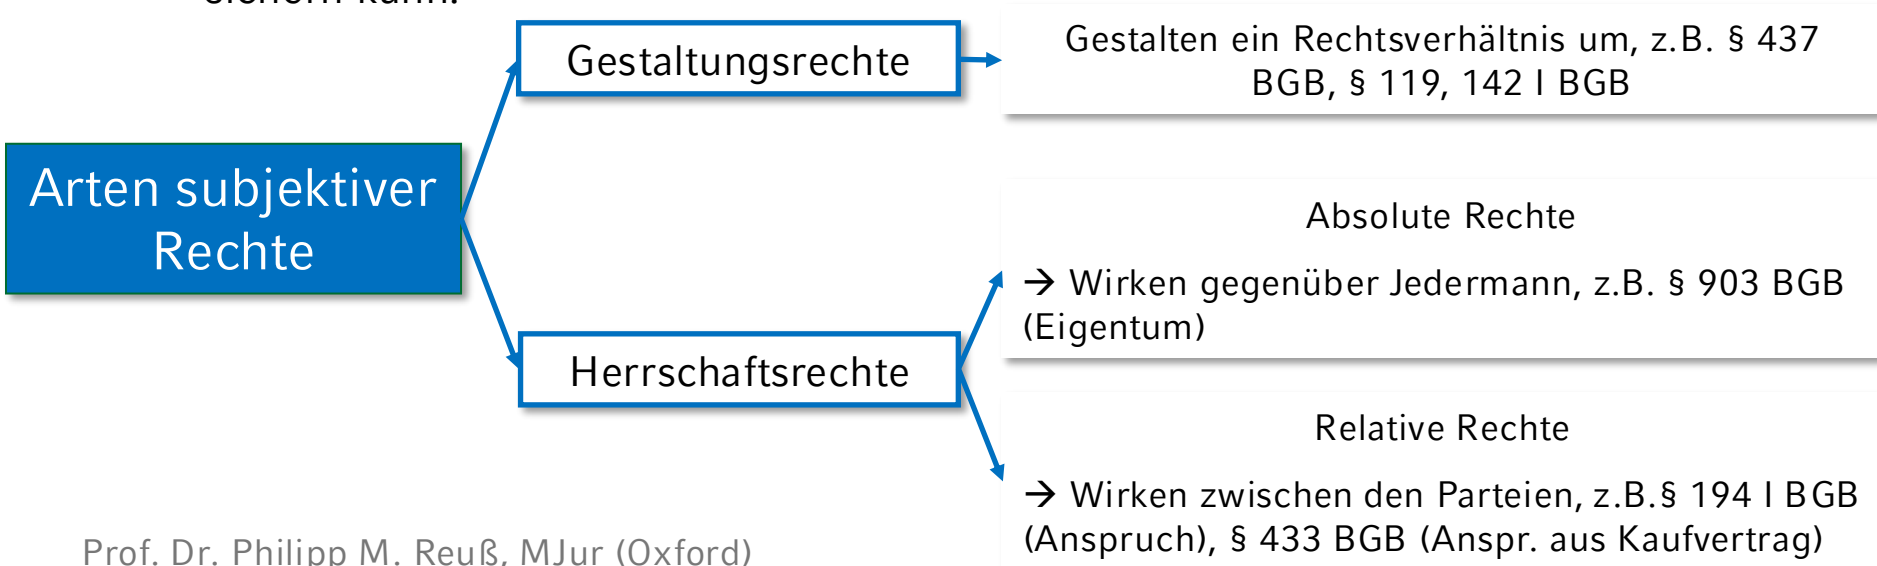 sichern kann.
Gestaltungsrechte
Gestalten ein Rechtsverhältnis um, z.B. § 437
BGB, § 119, 142 I BGB
Arten subjektiver
Rechte
Absolute Rechte
→ Wirken gegenüber Jedermann, z.B. § 903 BGB
(Eigentum)
Herrschaftsrechte
Relative Rechte
→ Wirken zwischen den Parteien, z.B.§ 194 I BGB
(Anspruch), § 433 BGB (Anspr. aus Kaufvertrag)
Prof. Dr. Philipp M. Reuß, MJur (Oxford)